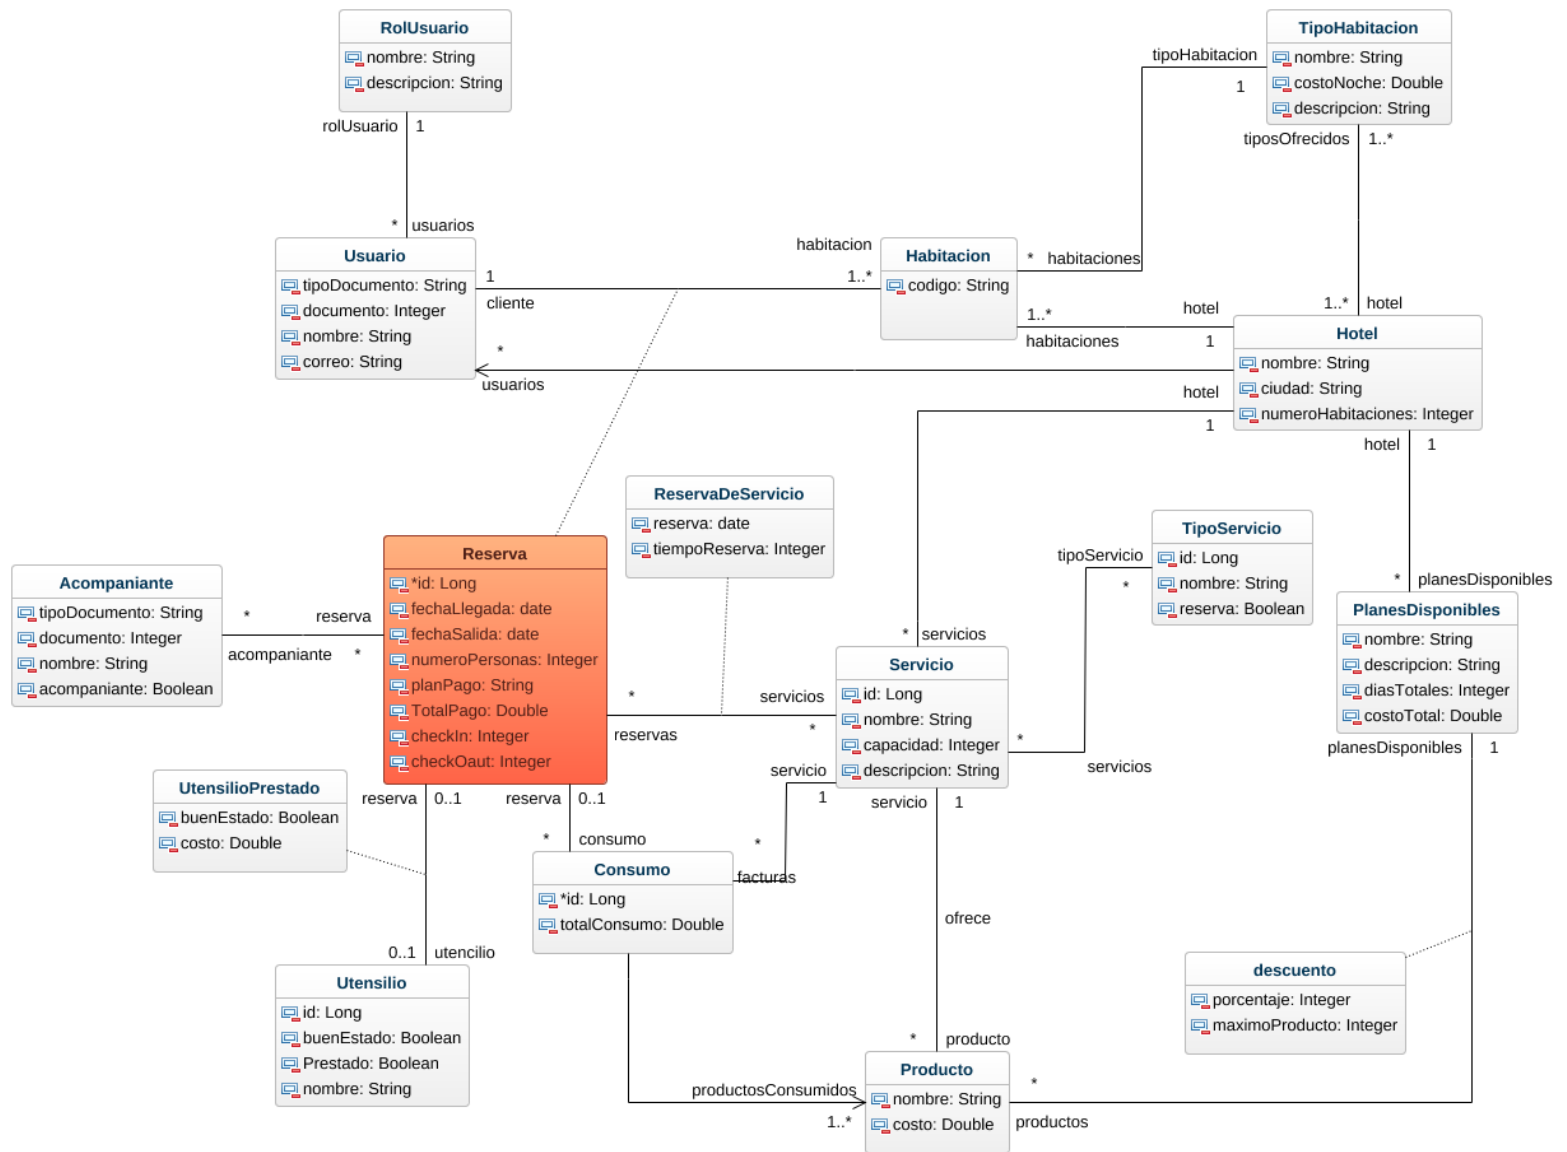 RolUsuario
nombre: String
descripcion: String
rolUsuario
1
*
usuarios
TipoHabitacion
nombre: String
costoNoche: Double
descripcion: String
tipoHabitacion
1
tiposOfrecidos
1..*
Usuario
tipoDocumento: String
documento: Integer
nombre: String
correo: String
1
cliente
habitacion
1..*
Habitacion
codigo: String
*
habitaciones
1..*
habitaciones
hotel
1
1..*
hotel
Hotel
nombre: String
ciudad: String
numeroHabitaciones: Integer
*
usuarios
hotel
1
hotel
1
ReservaDeServicio
reserva: date
tiempoReserva: Integer
TipoServicio
id: Long
nombre: String
reserva: Boolean
tipoServicio
*
*
planesDisponibles
Acompaniante
tipoDocumento: String
documento: Integer
nombre: String
acompaniante: Boolean
*
acompaniante
reserva
*
Reserva
*id: Long
fechaLlegada: date
fechaSalida: date
numeroPersonas: Integer
planPago: String
TotalPago: Double
checkIn: Integer
checkOaut: Integer
*
servicios
Servicio
id: Long
nombre: String
capacidad: Integer
descripcion: String
*
reservas
servicios
*
*
servicios
PlanesDisponibles
nombre: String
descripcion: String
diasTotales: Integer
costoTotal: Double
planesDisponibles
1
servicio
1
servicio
1
UtensilioPrestado
buenEstado: Boolean
costo: Double
reserva
0..1
reserva
0..1
*
consumo
*
facturas
Consumo
*id: Long
totalConsumo: Double
ofrece
0..1
utencilio
Utensilio
id: Long
buenEstado: Boolean
Prestado: Boolean
nombre: String
descuento
porcentaje: Integer
maximoProducto: Integer
*
producto
Producto
nombre: String
costo: Double
productosConsumidos
1..*
*
productos